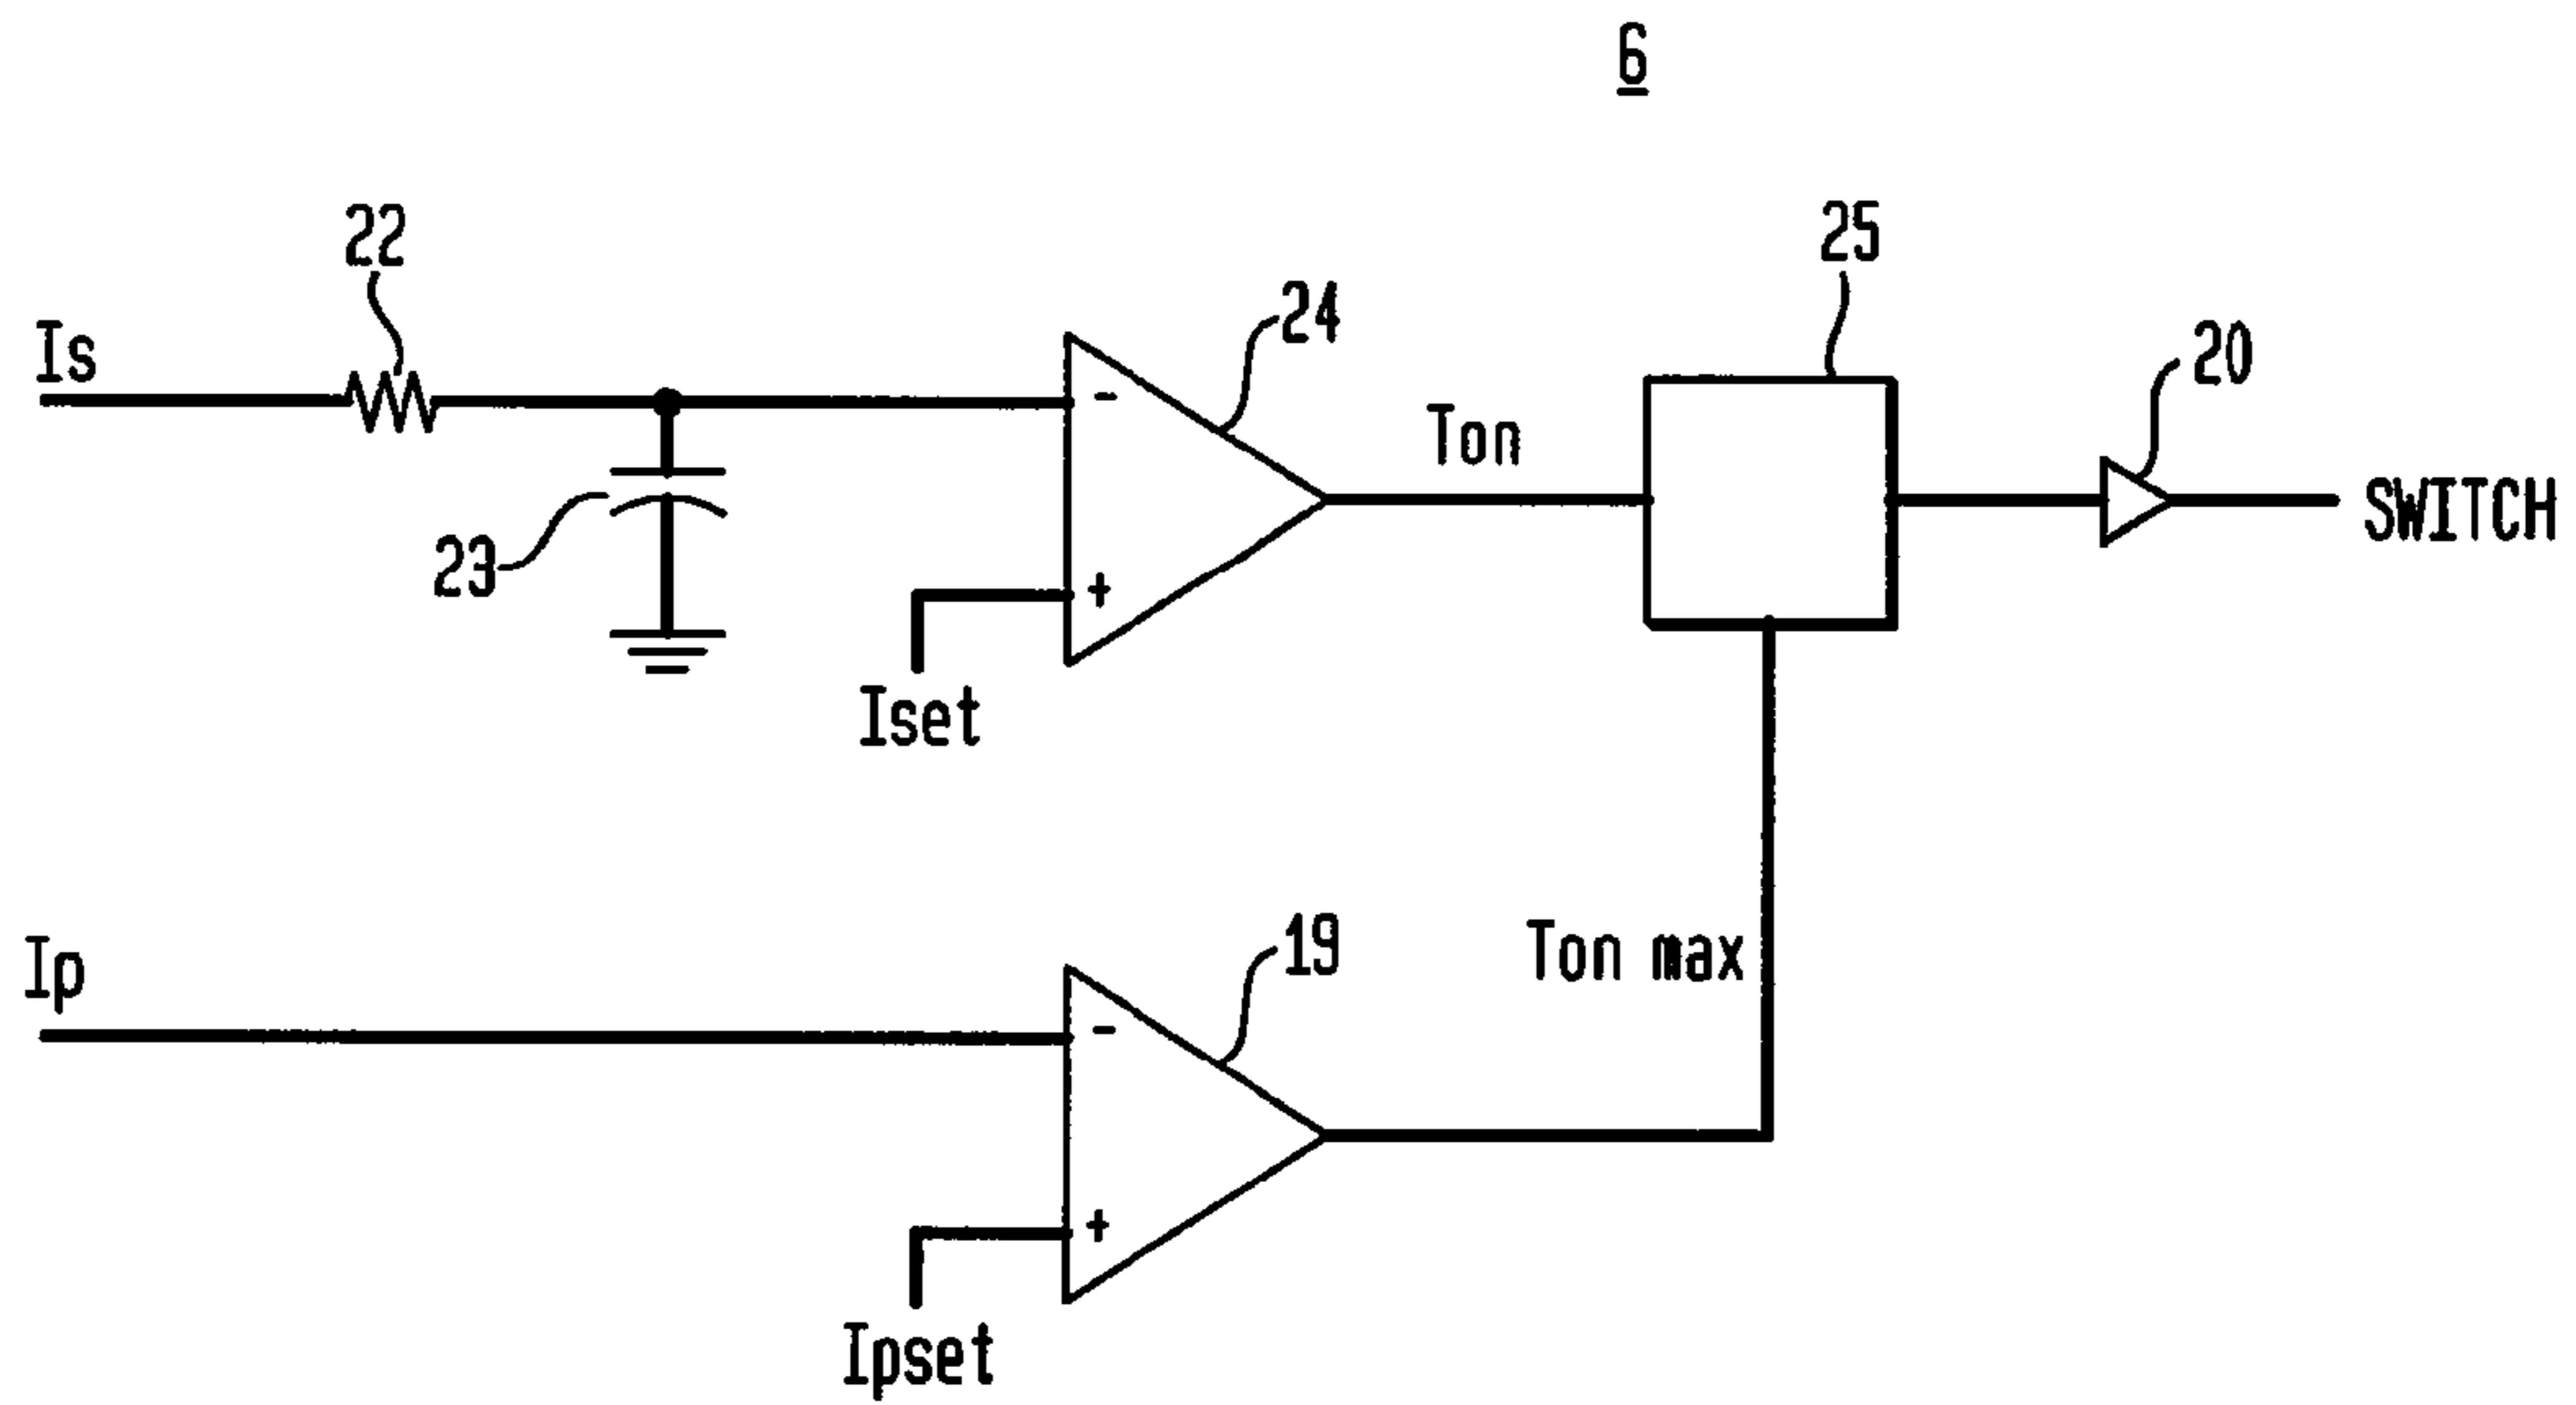 6
22
25
24
20
Is
-
Ton
SWITCH
23
+
Iset
19
Ip
Ton max
-
+
Ipset